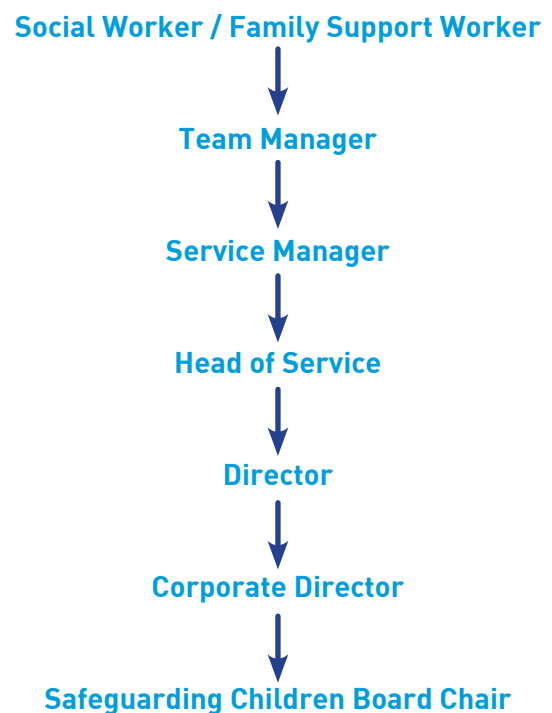 Social Worker / Family Support Worker
Team Manager
Service Manager
Head of Service
Director
Corporate Director
Safeguarding Children Board Chair